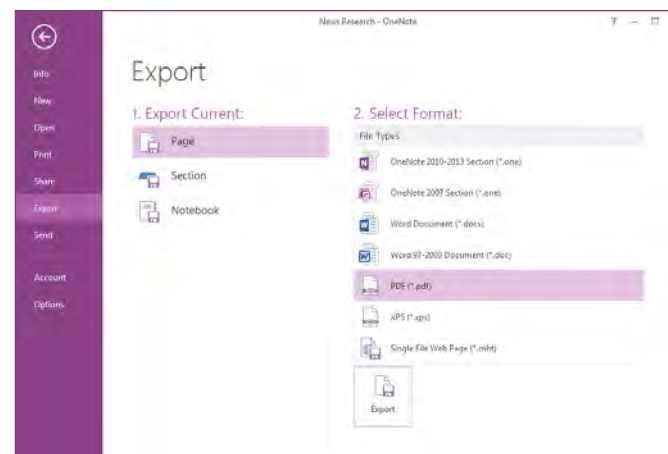 News Research - OneNote
?
Info
New
Open
Print
Share
Export
Send
Account
Options
Export
1. Export Current:
Page
Section
Notebook
2. Select Format:
File Types
OneNote 2010-2013 Section (*.one)
OneNote 2007 Section (*.one)
Word Document (*.docx)
Word 97-2003 Document (*.doc)
PDF (*.pdf)
XPS (*.xps)
Single File Web Page (*.mht)
Export